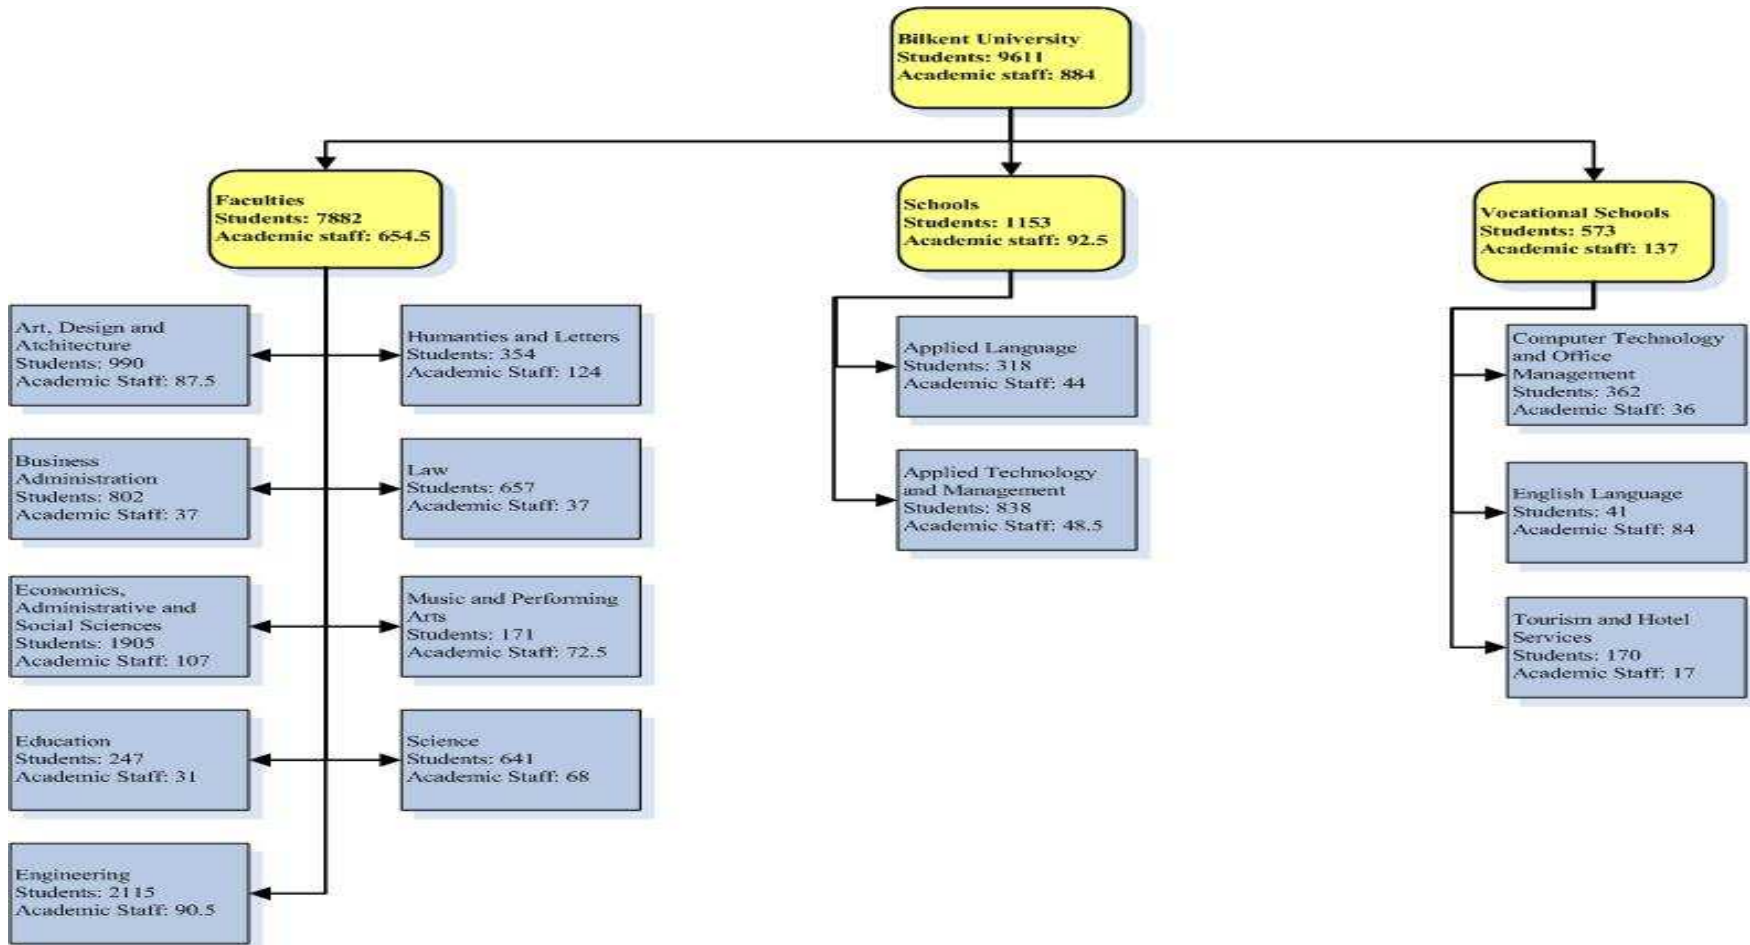 Bilkent University
Students: 9611
Academic staff: 884
Faculties
Students: 7882
Academic staff: 654.5
Schools
Students: 1153
Academic staff: 92.5
Vocational Schools
Students: 573
Academic staff: 137
Art, Design and
Atchitecture
Students: 990
Academic Staff: 87.5
Humanties and Letters
Students: 354
Academic Staff: 124
Business
Administration
Students: 802
Academic Staff: 37
Law
Students: 657
Academic Staff: 37
Economics,
Administrative and
Social Sciences
Students: 1905
Academic Staff: 107
Music and Performing
Arts
Students: 171
Academic Staff: 72.5
Education
Students: 247
Academic Staff: 31
Science
Students: 641
Academic Staff: 68
Engineering
Students: 2115
Academic Staff: 90.5
Applied Language
Students: 318
Academic Staff: 44
Applied Technology
and Management
Students: 838
Academic Staff: 48.5
Computer Technology
and Office
Management
Students: 362
Academic Staff: 36
English Language
Students: 41
Academic Staff: 84
Tourism and Hotel
Services
Students: 170
Academic Staff: 17